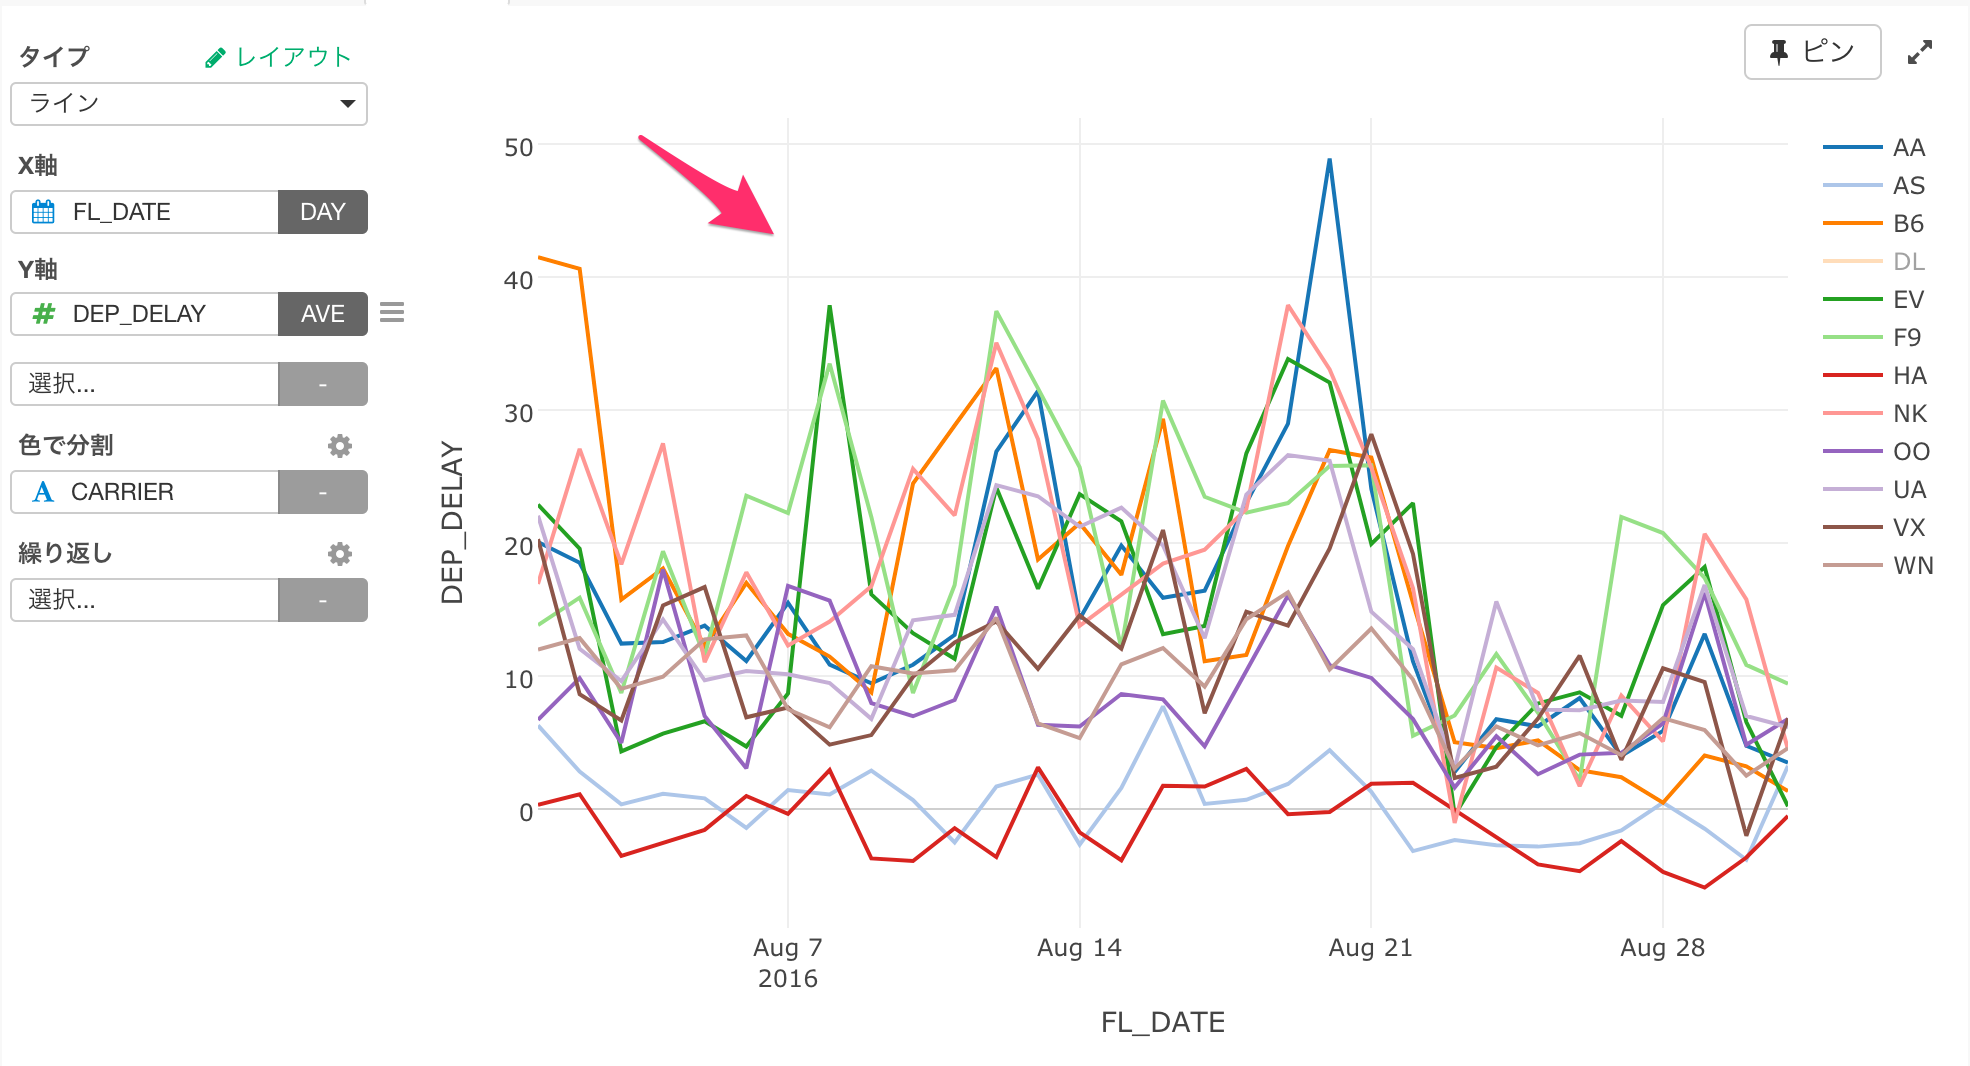 タイプ
レイアウト
ライン
X軸
FL_DATE DAY
Y軸
# DEP_DELAY AVE
選択... -
色で分割
A CARRIER -
繰り返し
選択... -
ピン
50
40
30
20
10
0
DEP_DELAY
Aug 7
2016
Aug 14
Aug 21
Aug 28
FL_DATE
AA
AS
B6
DL
EV
F9
HA
NK
OO
UA
VX
WN